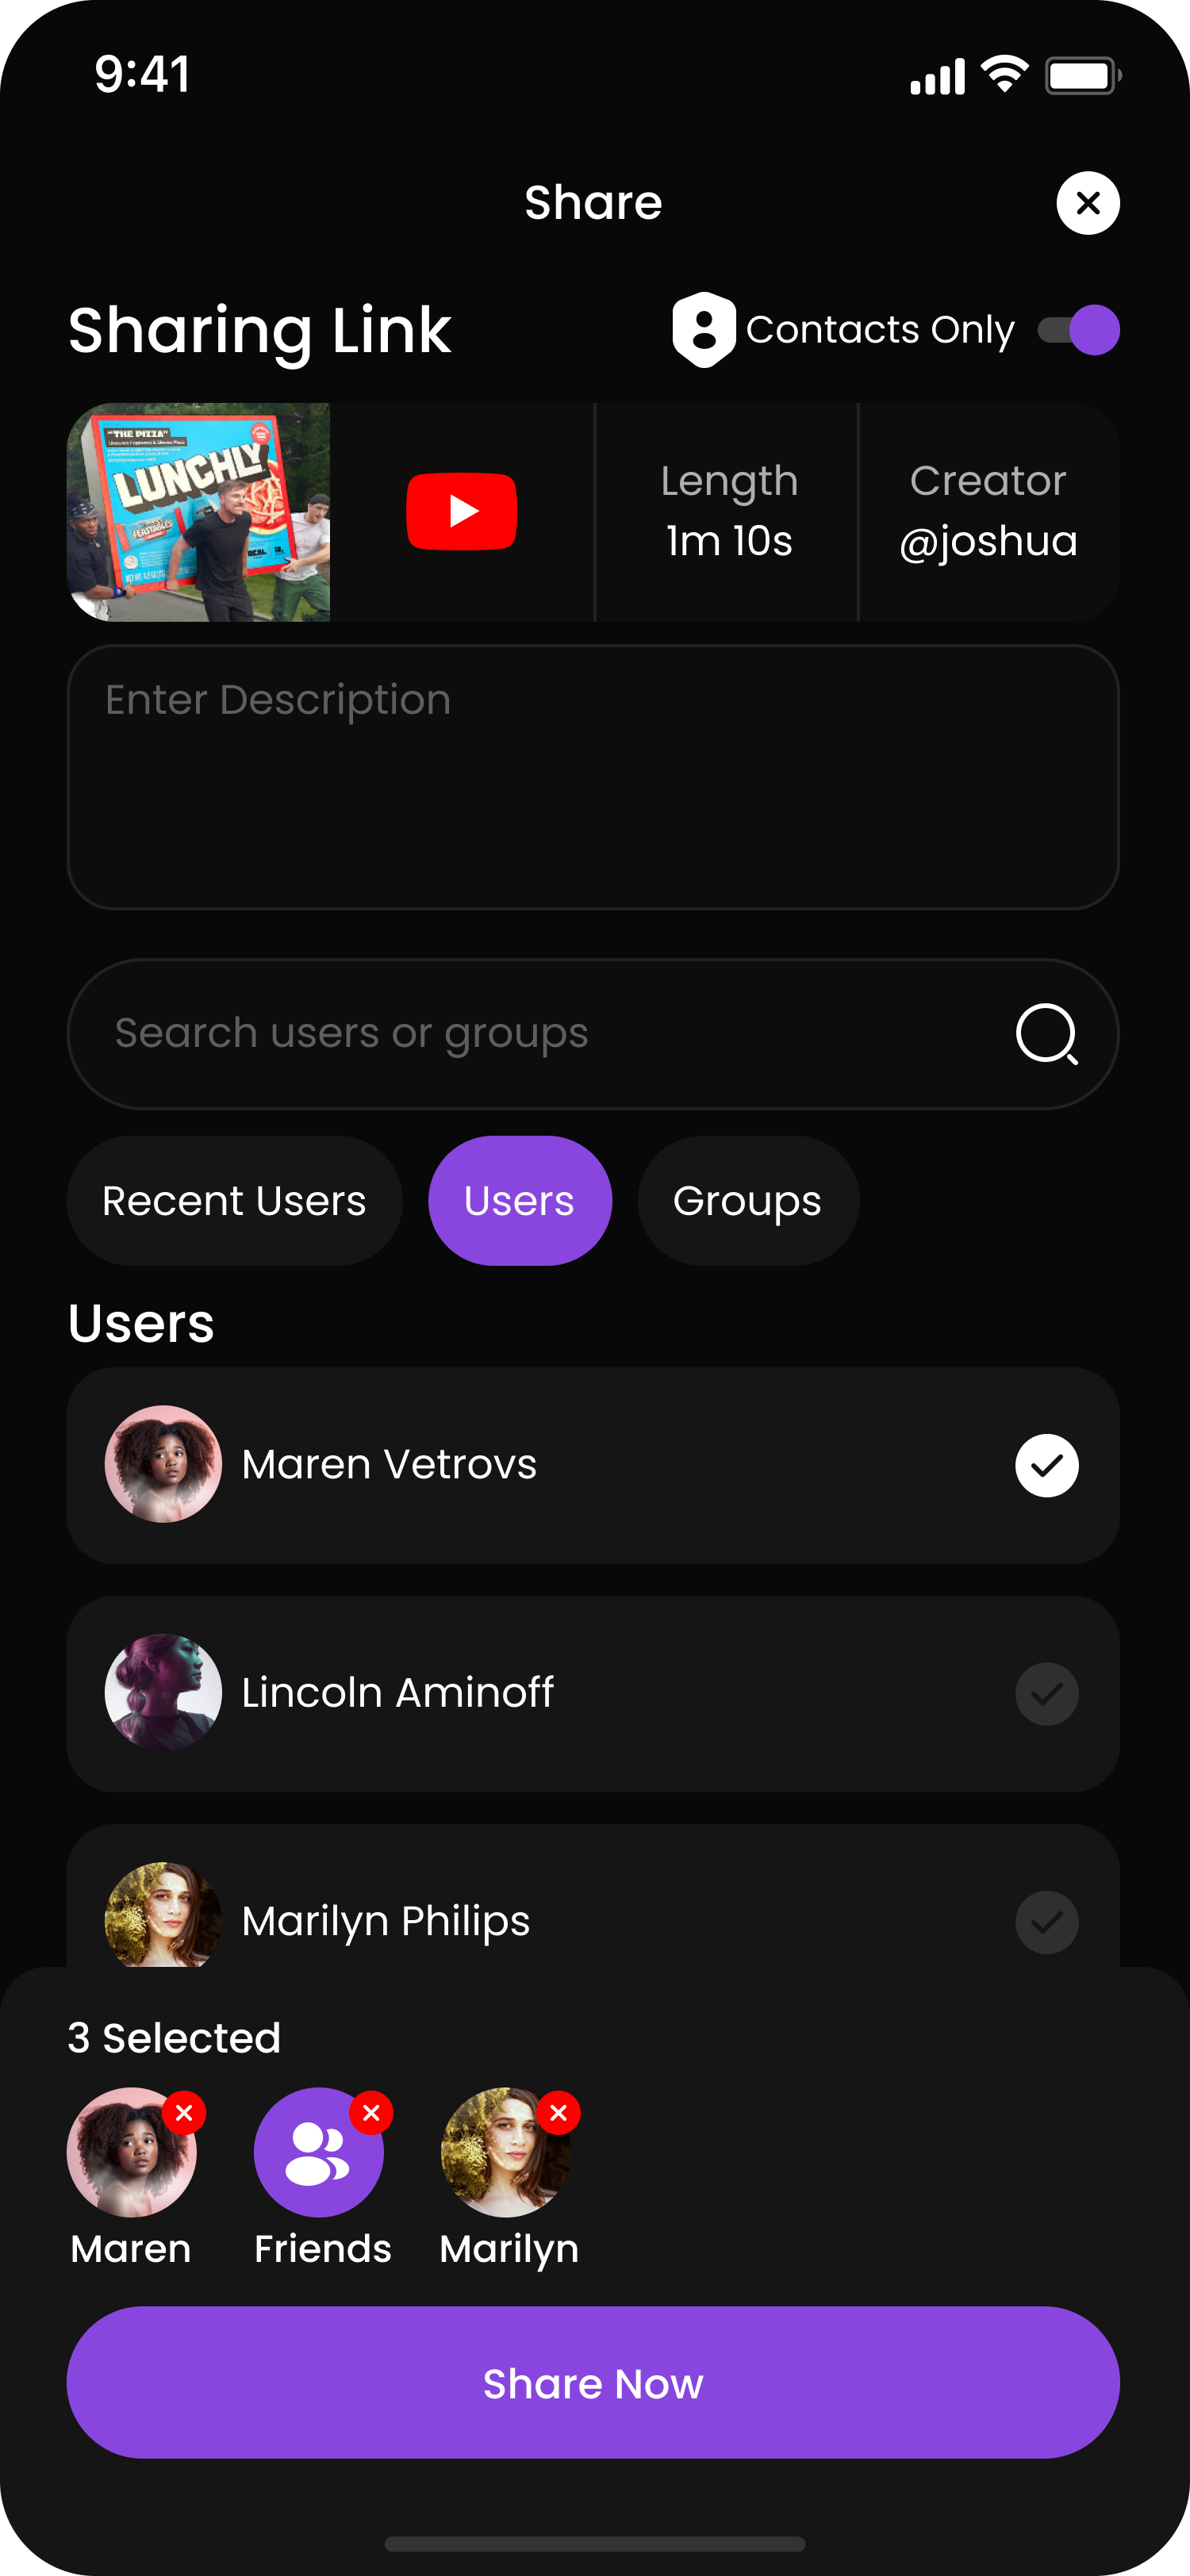 9:41
Share
Sharing Link
Contacts Only
"THE PIZZA"
LUNCHLY
FEASTABLES
Length
1m 10s
Creator
@joshua
Enter Description
Search users or groups
Recent Users
Users
Groups
Users
Maren Vetrovs
Lincoln Aminoff
Marilyn Philips
3 Selected
Maren
Friends
Marilyn
Share Now